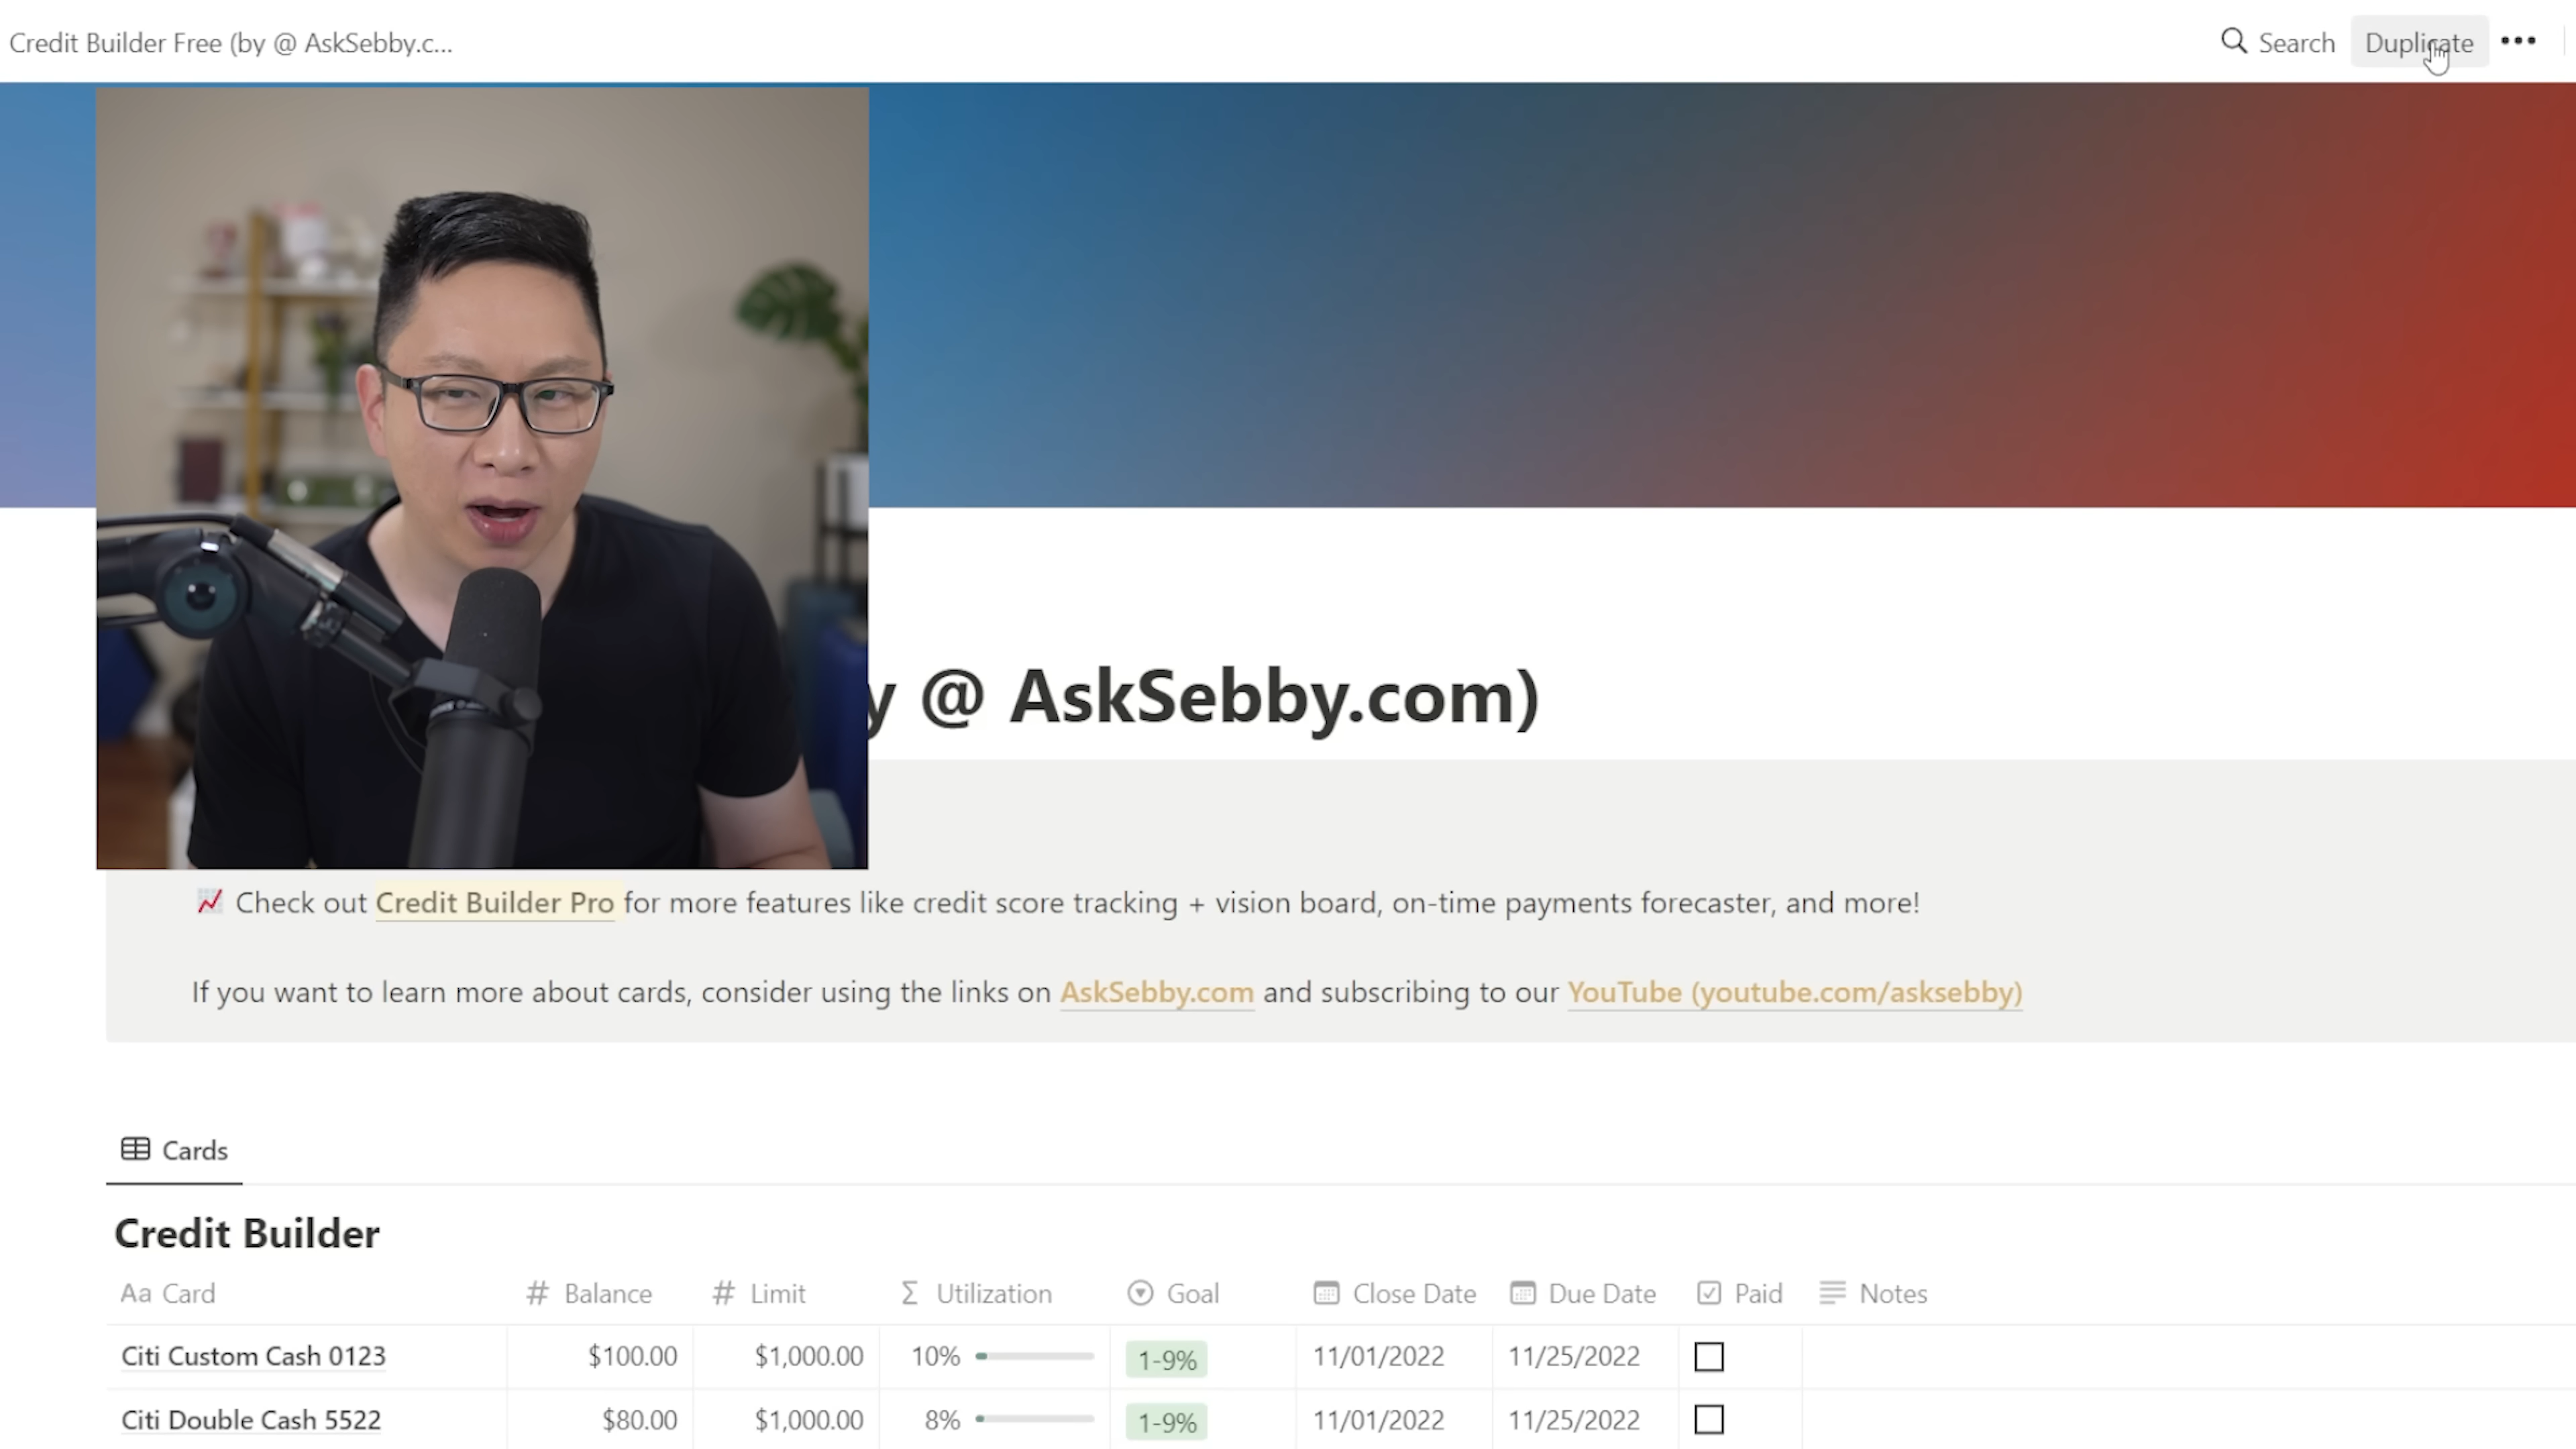 Credit Builder Free (by @ AskSebby.c...
Search
Duplicate
y @ AskSebby.com)
Check out Credit Builder Pro for more features like credit score tracking + vision board, on-time payments forecaster, and more!
If you want to learn more about cards, consider using the links on AskSebby.com and subscribing to our YouTube (youtube.com/asksebby)
Cards
Credit Builder
Aa Card # Balance # Limit Σ Utilization Goal Close Date Due Date Paid Notes
Citi Custom Cash 0123 $100.00 $1,000.00 10% 1-9% 11/01/2022 11/25/2022
Citi Double Cash 5522 $80.00 $1,000.00 8% 1-9% 11/01/2022 11/25/2022